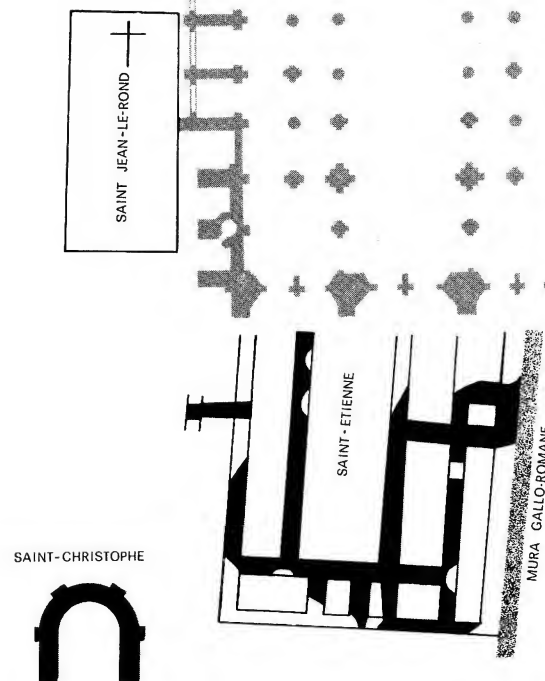 SAINT JEAN-LE-ROND
SAINT-ETIENNE
MURA GALLO-ROMANE
SAINT-CHRISTOPHE